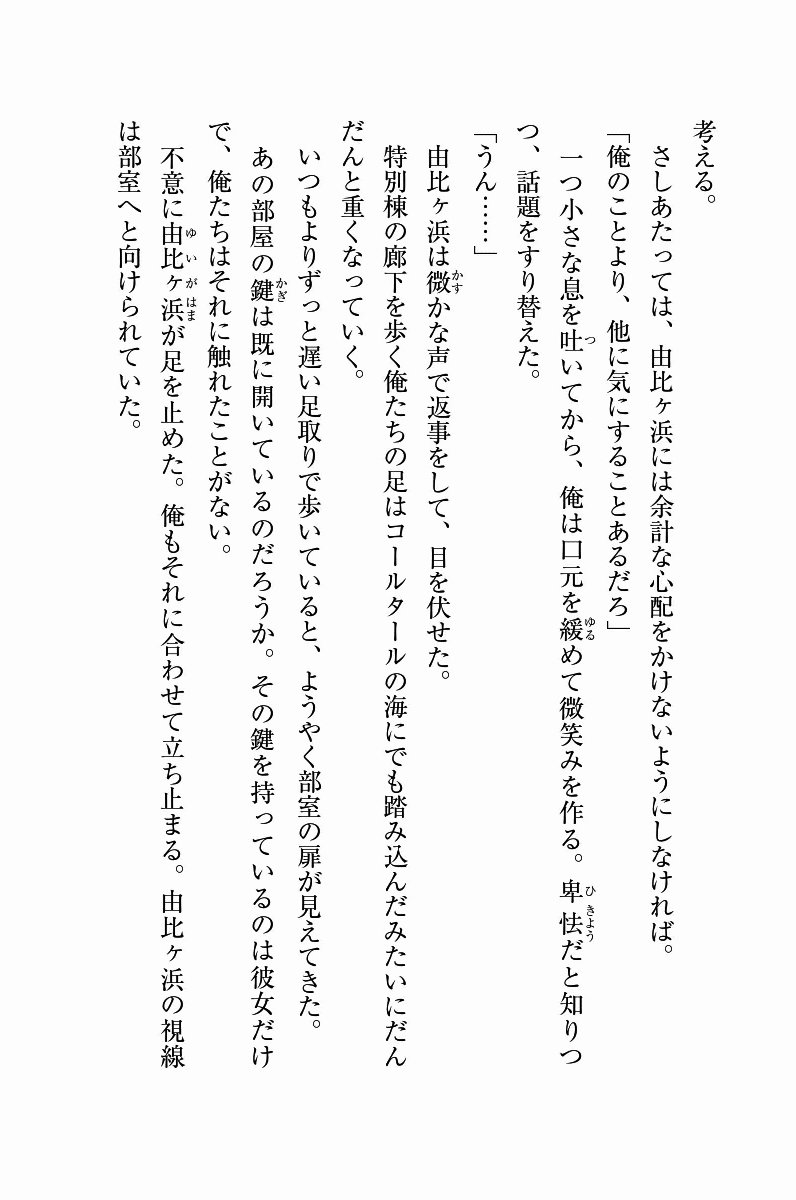 考える。
さしあたっては、由比ヶ浜には余計な心配をかけないようにしなければ。
「俺のことより、他に気にすることあるだろ」
一つ小さな息を吐いてから、俺は口元を緩めて微笑みを作る。卑怯だと知りつ
つ、話題をすり替えた。
「うん……」
由比ヶ浜は微かな声で返事をして、目を伏せた。
特別棟の廊下を歩く俺たちの足はコールタールの海にでも踏み込んだみたいにだん
だんと重くなっていく。
いつもよりずっと遅い足取りで歩いていると、ようやく部室の扉が見えてきた。
あの部屋の鍵は既に開いているのだろうか。その鍵を持っているのは彼女だけ
で、俺たちはそれに触れたことがない。
不意に由比ヶ浜が足を止めた。俺もそれに合わせて立ち止まる。由比ヶ浜の視線
は部室へと向けられていた。